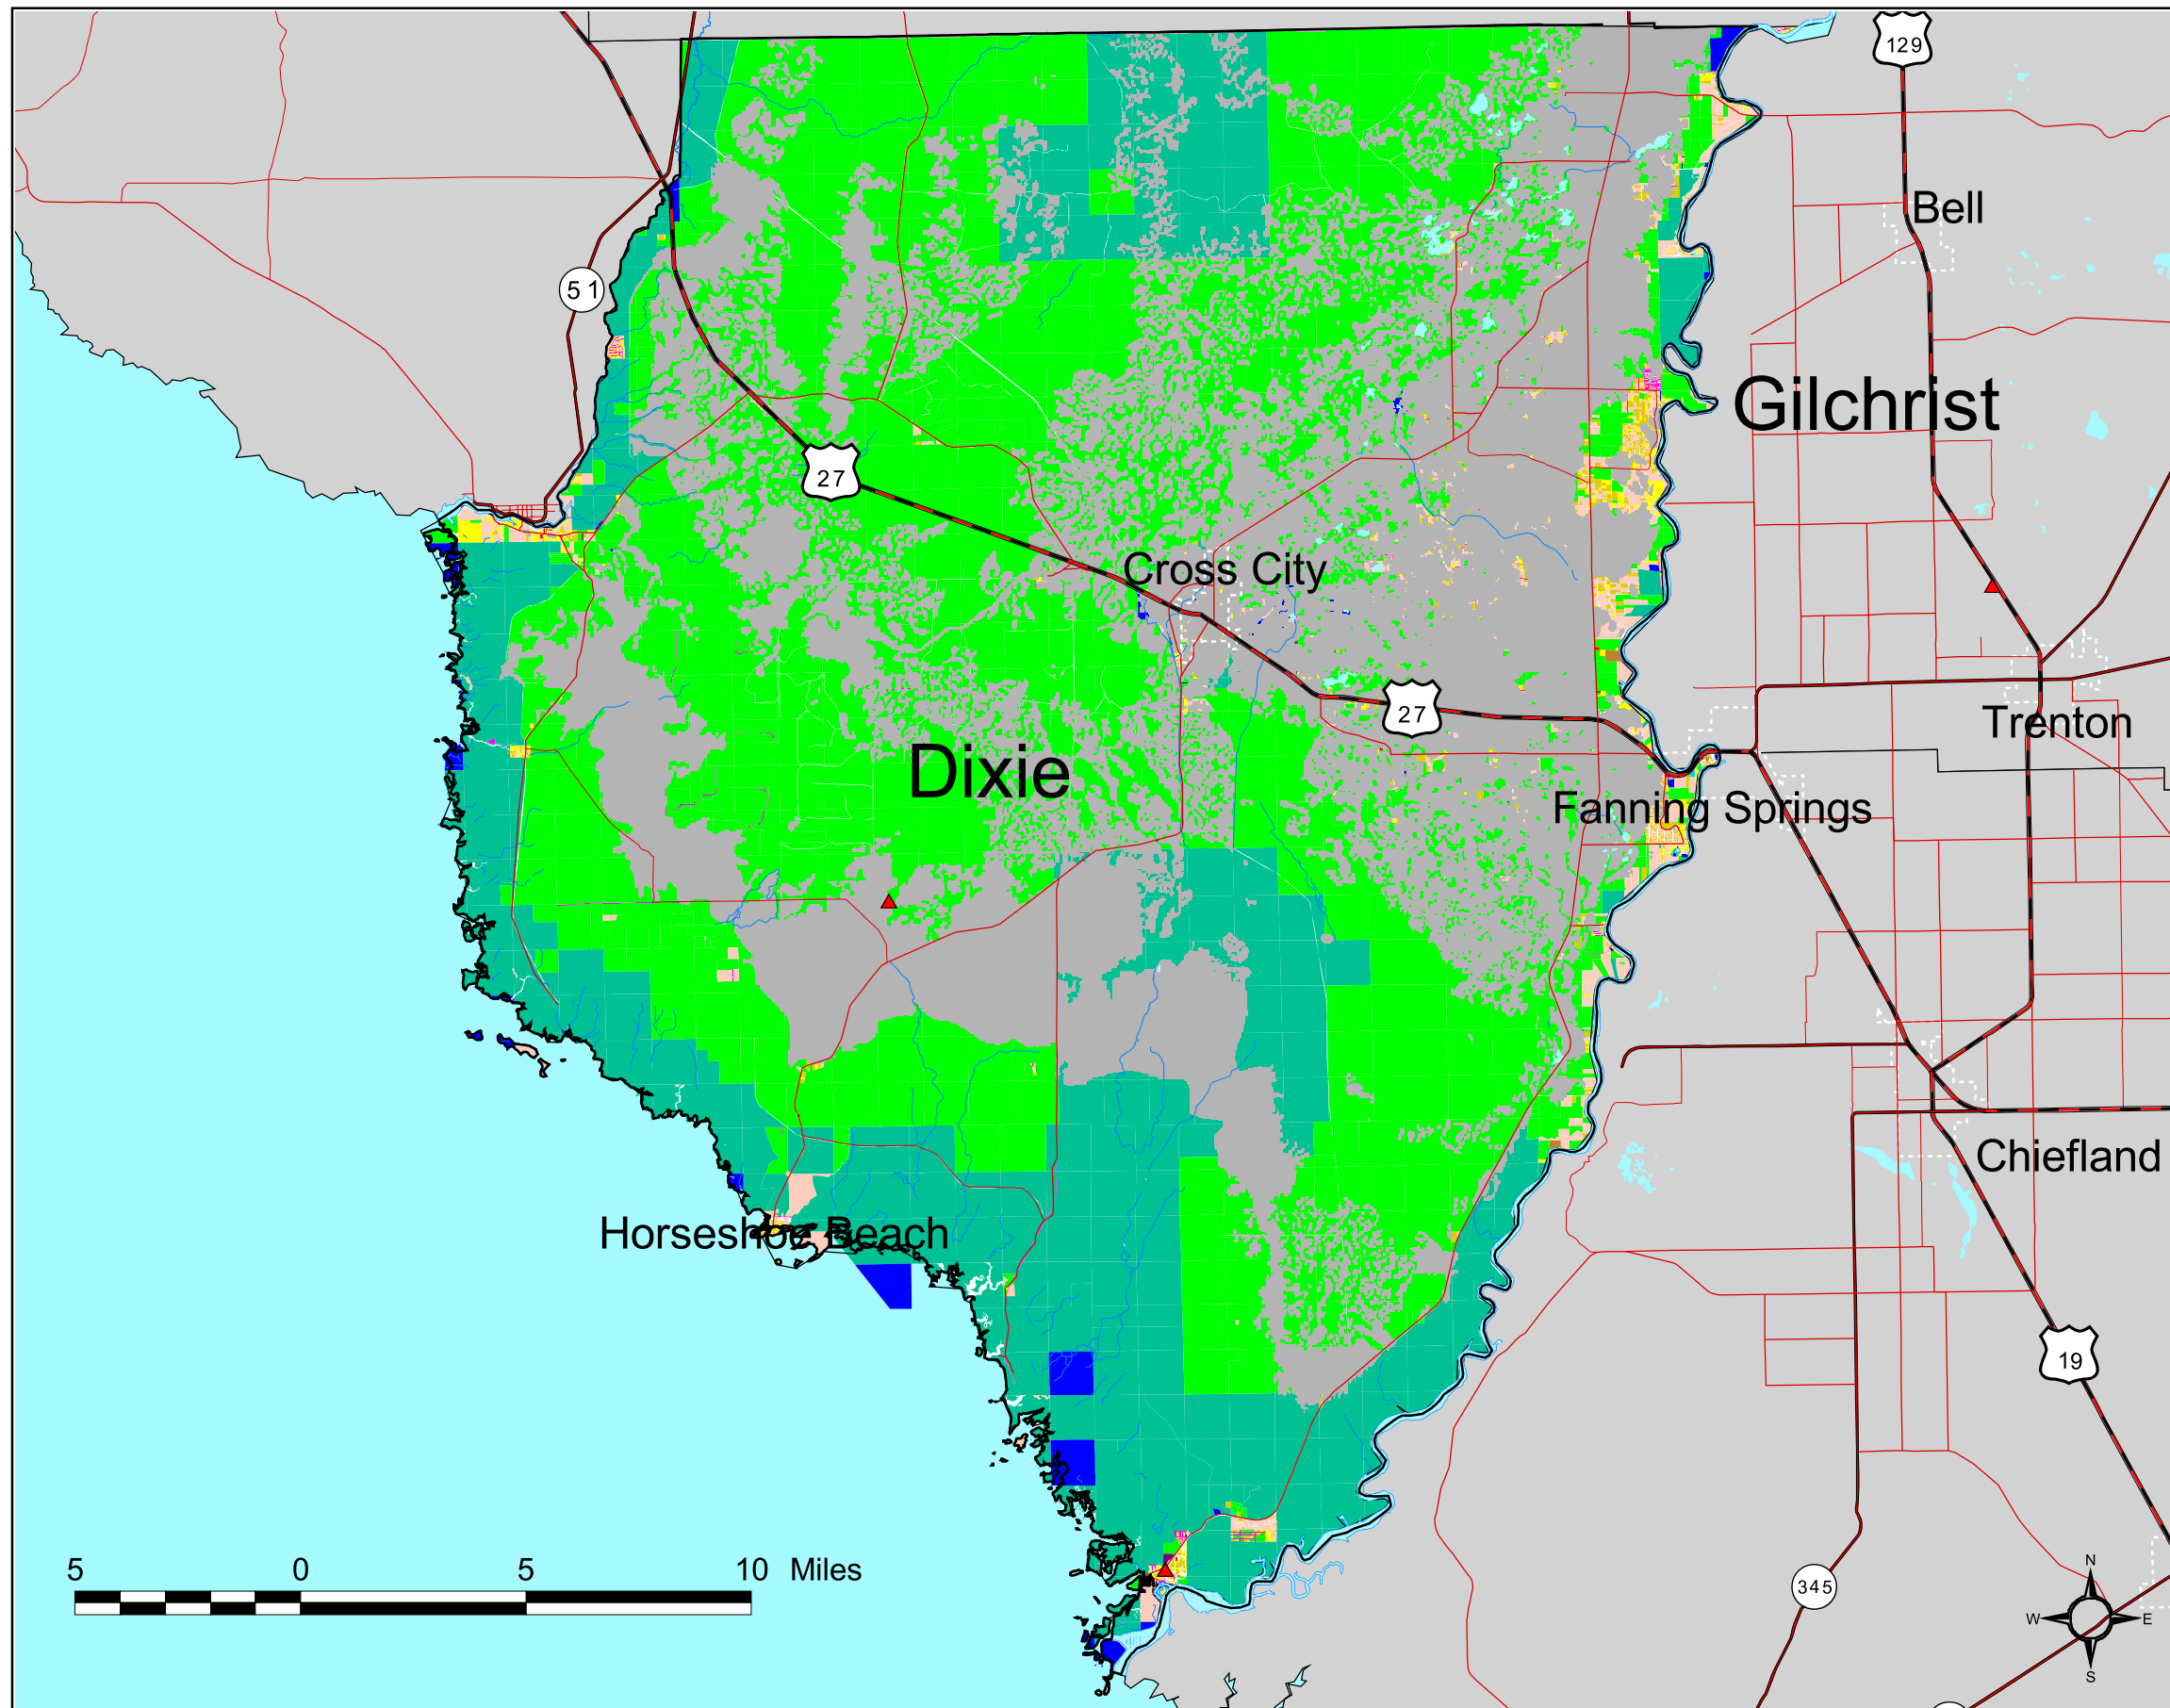 129
Bell
51
Gilchrist
27
Cross City
27
Trenton
Dixie
Fanning Springs
Chiefland
Horseshoe Beach
19
5 0 5 10 Miles
345
N
W E
S